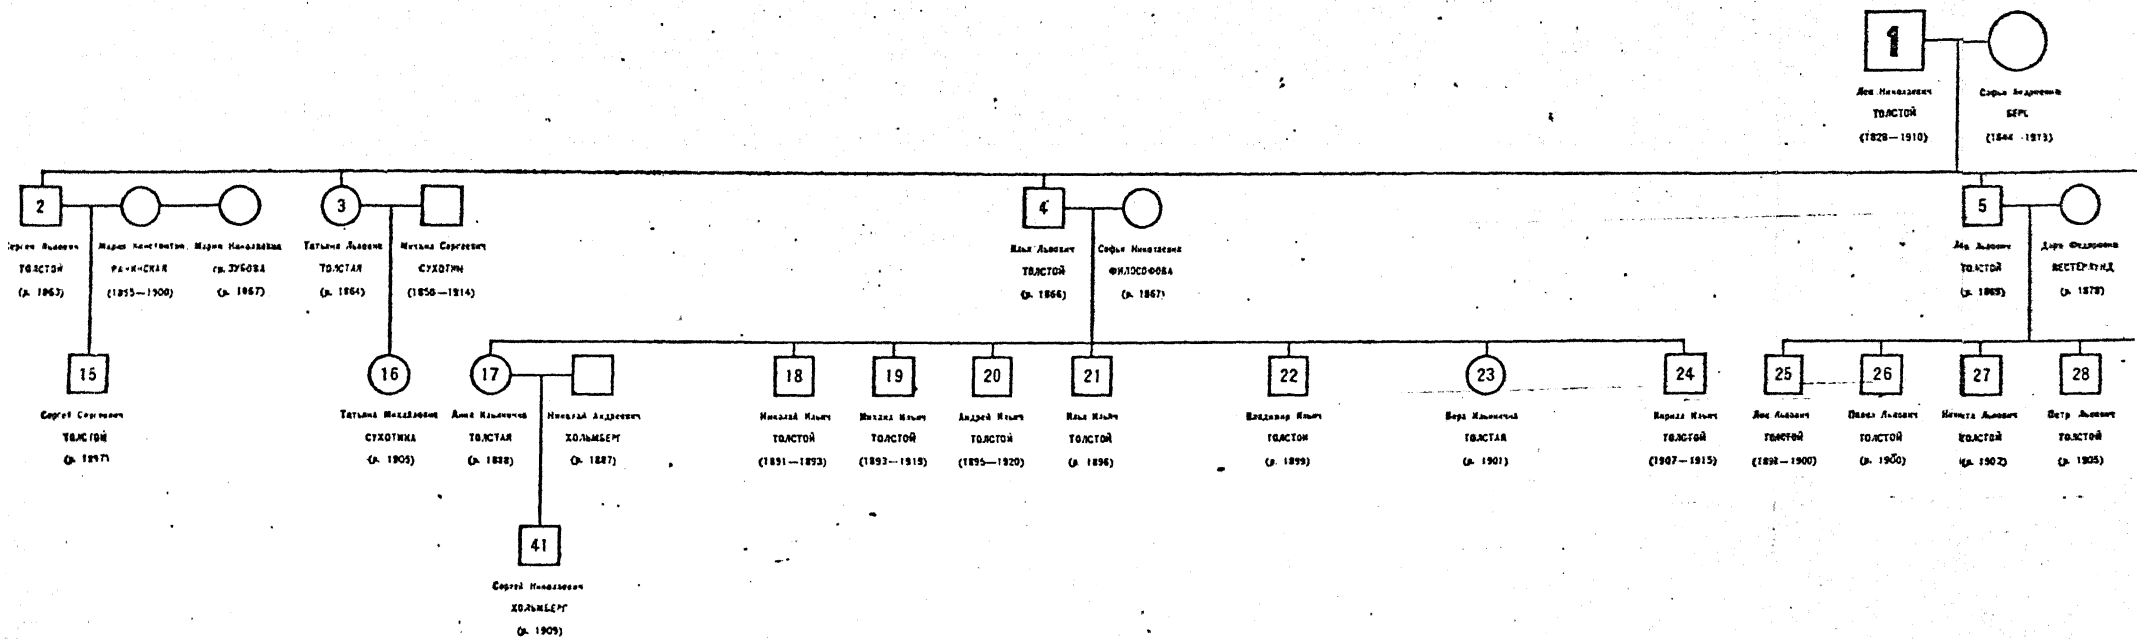 1
Лев Николаевич
ТОЛСТОЙ
(1828—1910)
Софья Андреевна
БЕРС
2
Сергей Львович
ТОЛСТОЙ
(р. 1863)
Мария Константин.
РАЧИНСКАЯ
Мария Николаевна
гр. ЗУБОВА
(р. 1867)
3
Татьяна Львовна
ТОЛСТАЯ
(р. 1864)
Михаил Сергеевич
СУХОТИН
(1850—1914)
4
Илья Львович
ТОЛСТОЙ
(р. 1866)
Софья Николаевна
ФИЛОСОФОВА
(р. 1867)
5
Лев Львович
ТОЛСТОЙ
(р. 1869)
Дора Федоровна
ВЕСТЕРЛУНД
(р. 1878)
15
Сергей Сергеевич
ТОЛСТОЙ
(р. 1897)
16
Татьяна Михайловна
СУХОТИНА
(р. 1905)
17
Анна Ильинична
ТОЛСТАЯ
(р. 1888)
Николай Андреевич
ХОЛЬМБЕРГ
(р. 1887)
18
Николай Ильич
ТОЛСТОЙ
(1891—1893)
19
Михаил Ильич
ТОЛСТОЙ
(1893—1919)
20
Андрей Ильич
ТОЛСТОЙ
(1895—1920)
21
Илья Ильич
ТОЛСТОЙ
(р. 1896)
22
Владимир Ильич
ТОЛСТОЙ
(р. 1899)
23
Вера Ильинична
ТОЛСТАЯ
(р. 1901)
24
Кирилл Ильич
ТОЛСТОЙ
(1907—1915)
25
Лев Львович
ТОЛСТОЙ
(1898—1900)
26
Павел Львович
ТОЛСТОЙ
(р. 1900)
27
Никита Львович
ТОЛСТОЙ
(р. 1902)
28
Петр Львович
ТОЛСТОЙ
(р. 1905)
41
Сергей Николаевич
ХОЛЬМБЕРГ
(р. 1909)